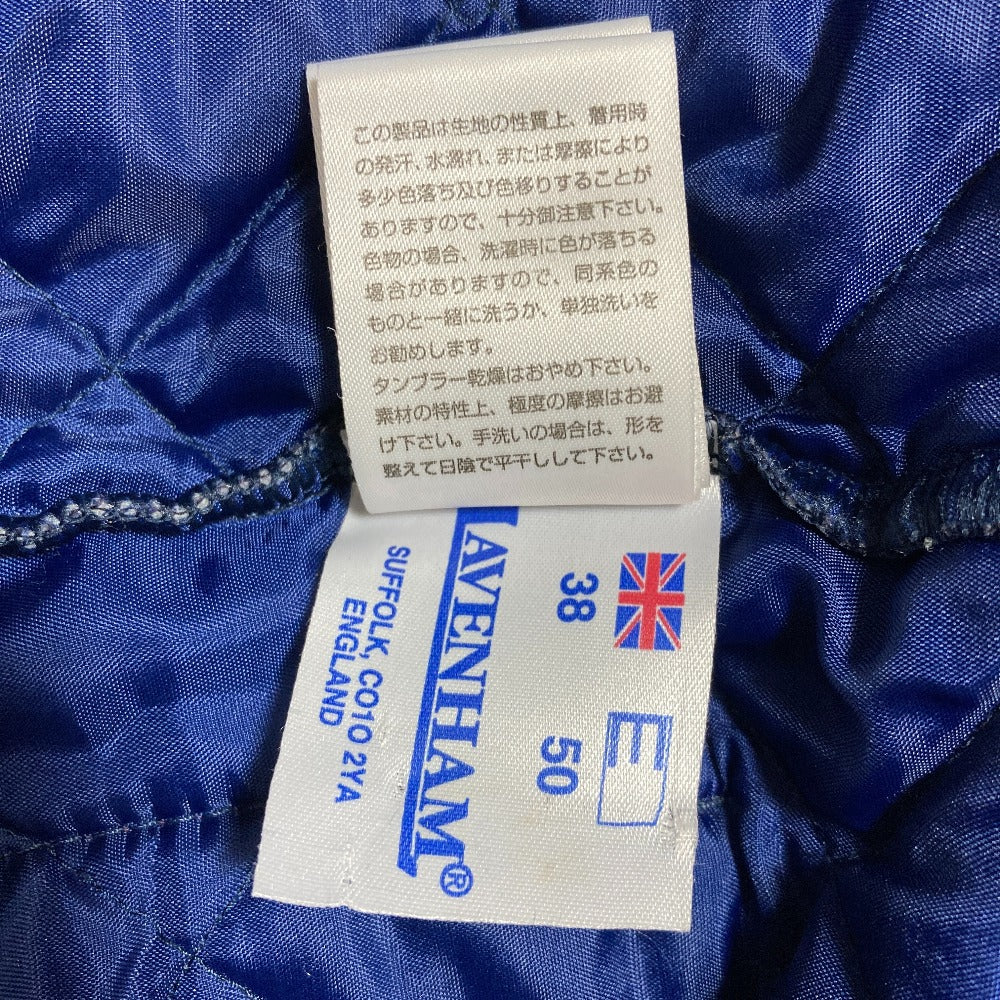 この製品は生地の性質上、着用時
の発汗、水濡れ、または摩擦により
多少色落ち及び色移りすることが
ありますので、十分御注意下さい。
色物の場合、洗濯時に色が落ちる
場合がありますので、同系色の
ものと一緒に洗うか、単独洗いを
お勧めします。
タンブラー乾燥はおやめ下さい。
素材の特性上、極度の摩擦はお避
け下さい。手洗いの場合は、形を
整えて日陰で平干しして下さい。
38
E
50
LAVENHAM®
SUFFOLK, CO10 2YA
ENGLAND